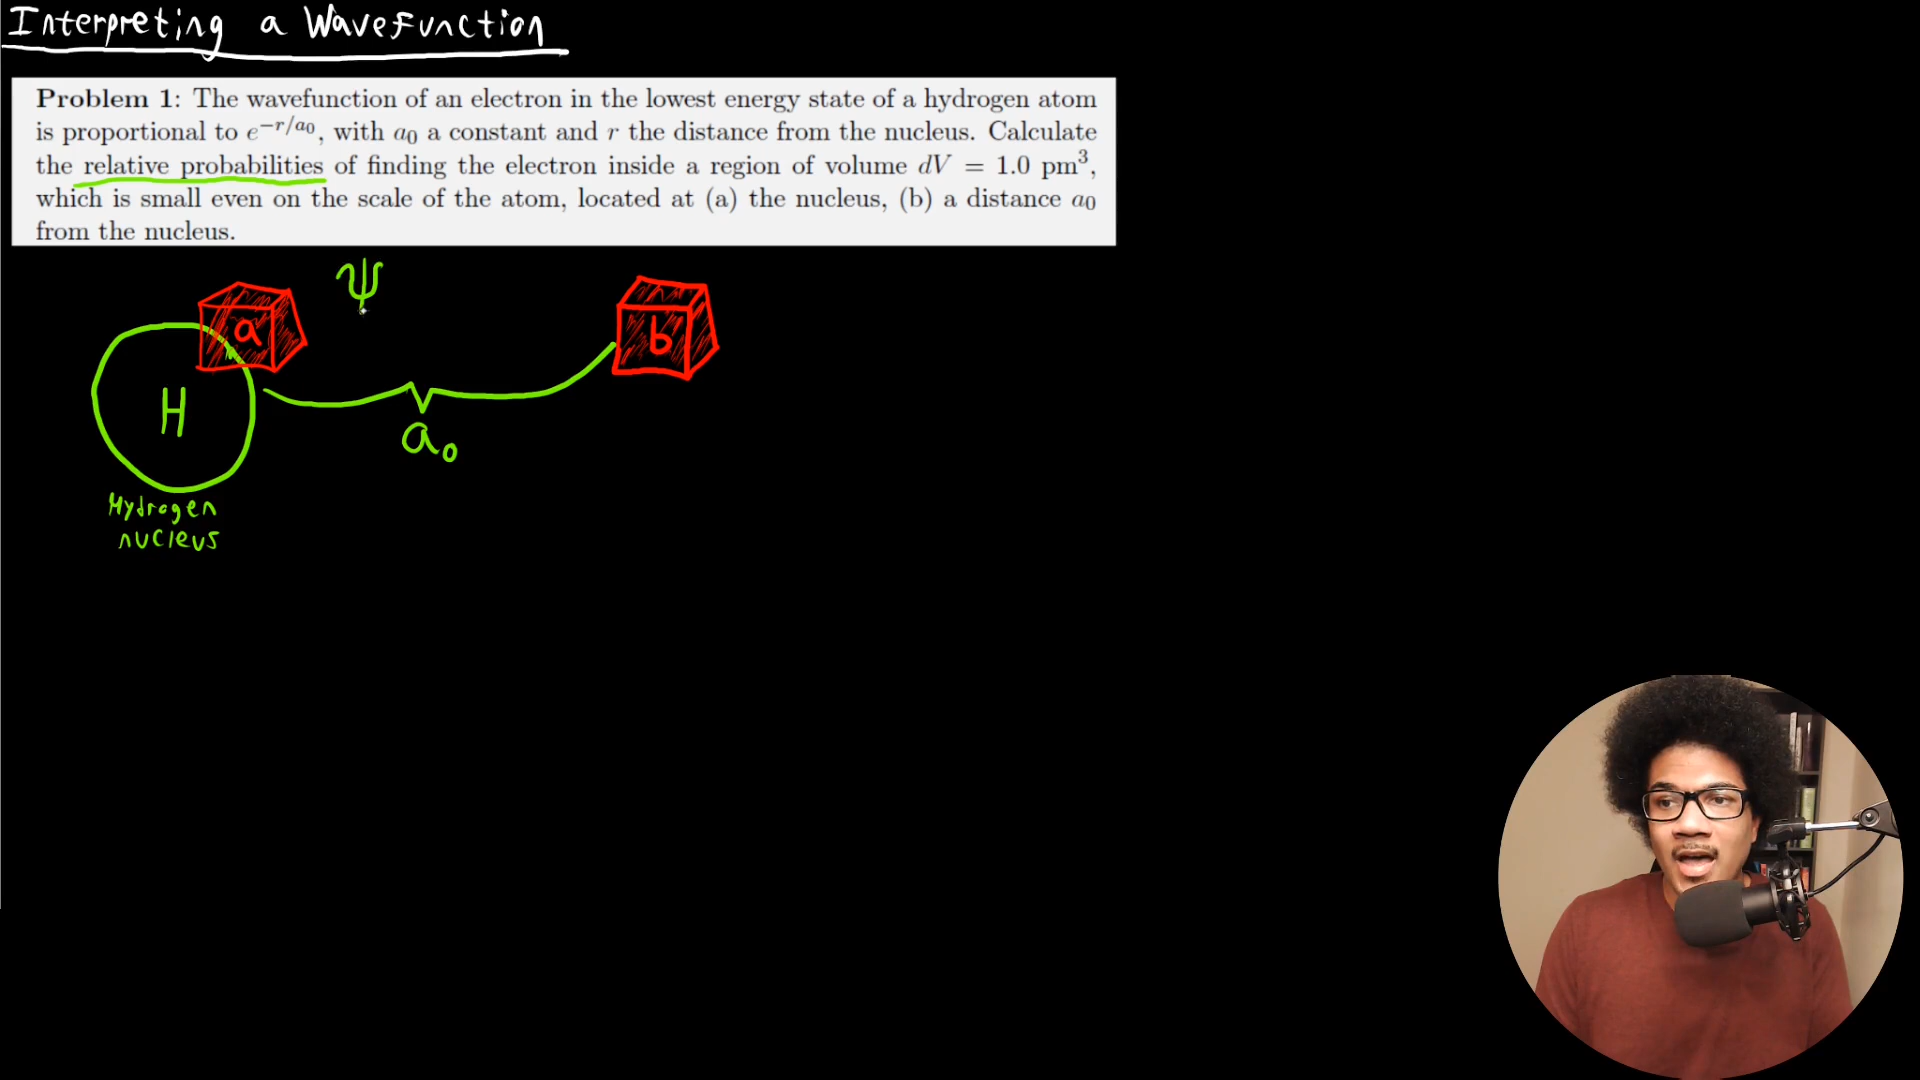 Interpreting a Wavefunction
Problem 1: The wavefunction of an electron in the lowest energy state of a hydrogen atom
is proportional to e^{−r/a₀}, with a₀ a constant and r the distance from the nucleus. Calculate
the relative probabilities of finding the electron inside a region of volume dV = 1.0 pm³,
which is small even on the scale of the atom, located at (a) the nucleus, (b) a distance a₀
from the nucleus.
Ψ
a
b
H
a₀
Hydrogen
nucleus